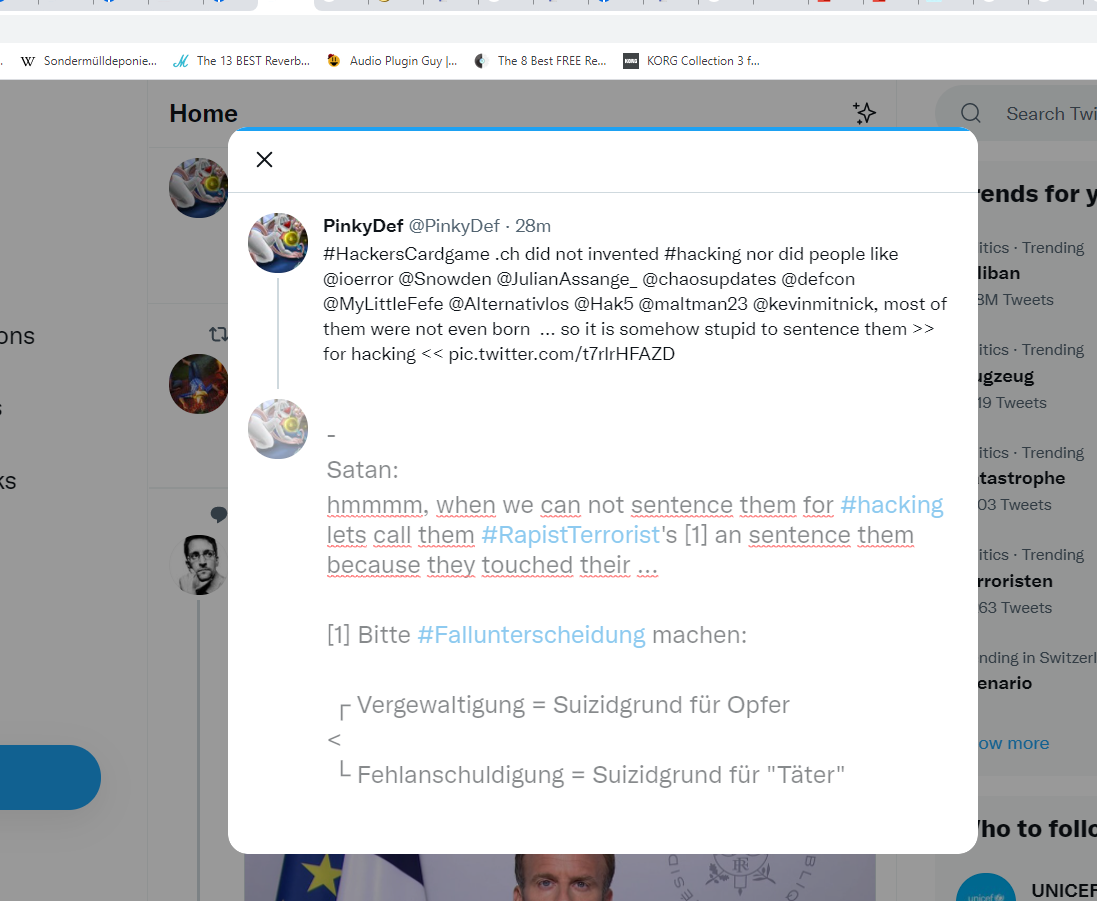 Sondermülldeponie...
The 13 BEST Reverb...
Audio Plugin Guy |...
The 8 Best FREE Re...
KORG
KORG Collection 3 f...
Home
Search Twi
ends for y
PinkyDef @PinkyDef · 28m
#HackersCardgame .ch did not invented #hacking nor did people like
@ioerror @Snowden @JulianAssange_ @chaosupdates @defcon
@MyLittleFefe @Alternativlos @Hak5 @maltman23 @kevinmitnick, most of
them were not even born ... so it is somehow stupid to sentence them >>
for hacking << pic.twitter.com/t7rlrHFAZD
-
Satan:
hmmmm, when we can not sentence them for #hacking
lets call them #RapistTerrorist's [1] an sentence them
because they touched their ...
[1] Bitte #Fallunterscheidung machen:
┌ Vergewaltigung = Suizidgrund für Opfer
<
└ Fehlanschuldigung = Suizidgrund für "Täter"
ons
s
ks
itics · Trending
liban
8M Tweets
itics · Trending
ugzeug
19 Tweets
itics · Trending
tastrophe
03 Tweets
itics · Trending
rroristen
63 Tweets
nding in Switzerl
enario
ow more
ho to follo
unicef
UNICEF